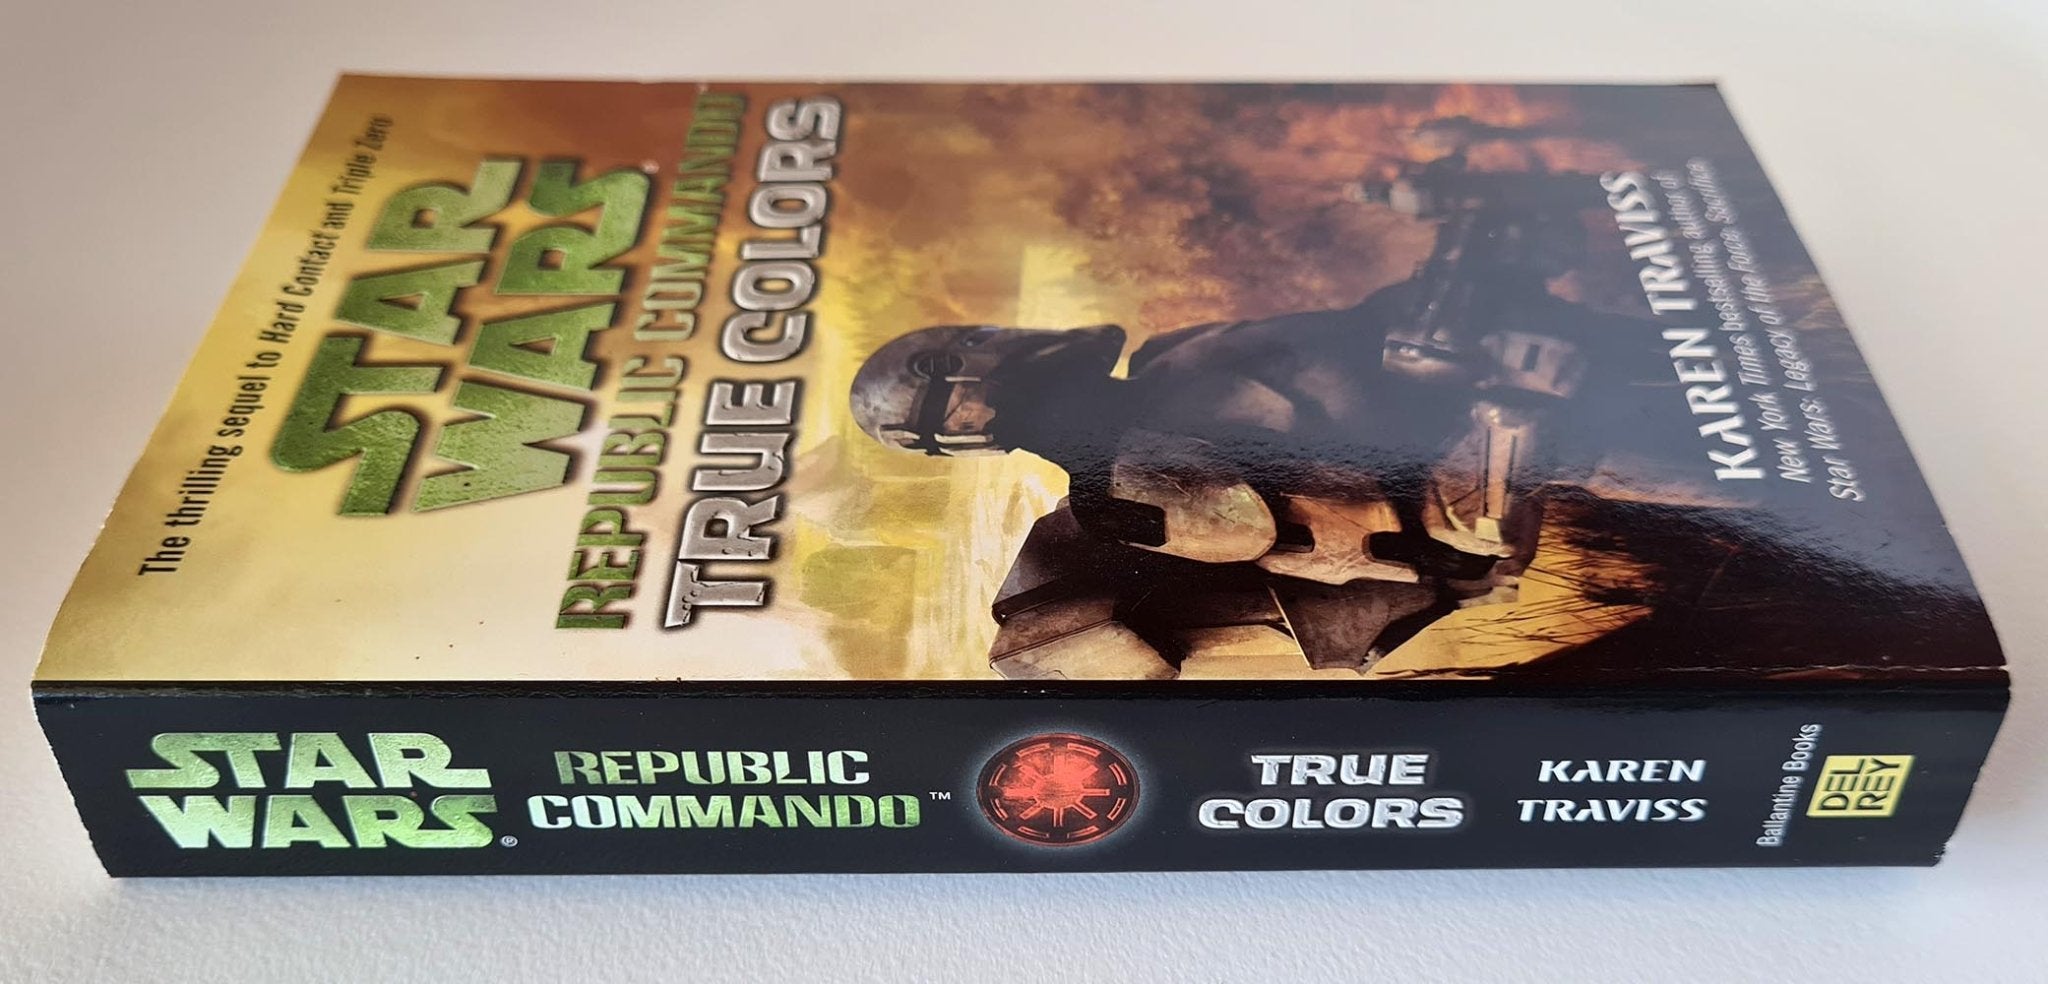 The thrilling sequel to Hard Contact and Triple Zero
STAR
WARS®
REPUBLIC COMMANDO™
TRUE COLORS
KAREN TRAVISS
New York Times bestselling author of
Star Wars: Legacy of the Force: Sacrifice
STAR
WARS®
REPUBLIC
COMMANDO™
TRUE
COLORS
KAREN
TRAVISS
Ballantine Books
DEL
REY